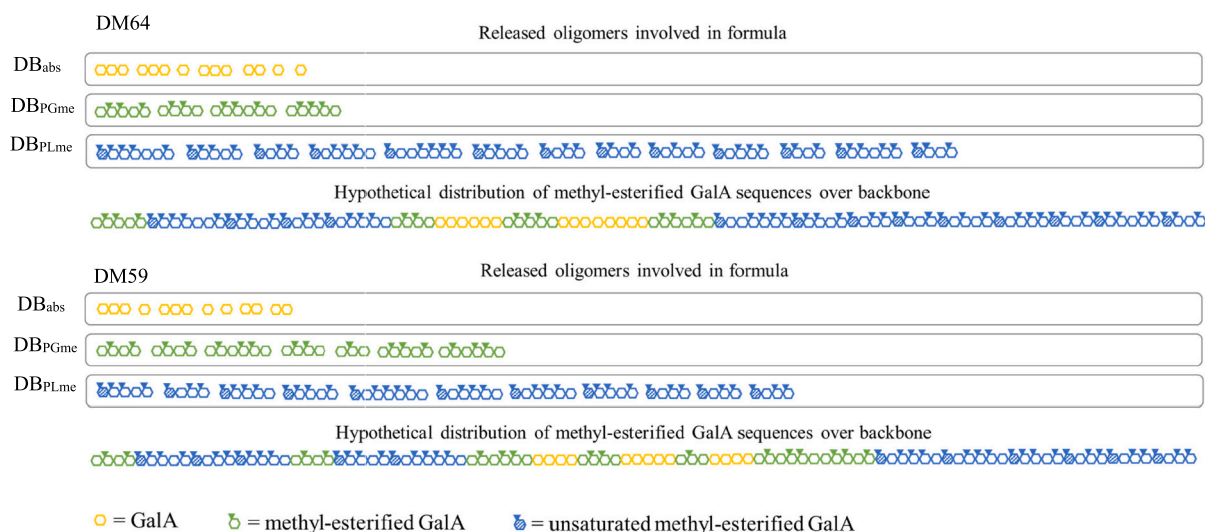 DM64
Released oligomers involved in formula
DBabs
DBPGme
DBPLme
Hypothetical distribution of methyl-esterified GalA sequences over backbone
DM59
Released oligomers involved in formula
DBabs
DBPGme
DBPLme
Hypothetical distribution of methyl-esterified GalA sequences over backbone
= GalA = methyl-esterified GalA = unsaturated methyl-esterified GalA